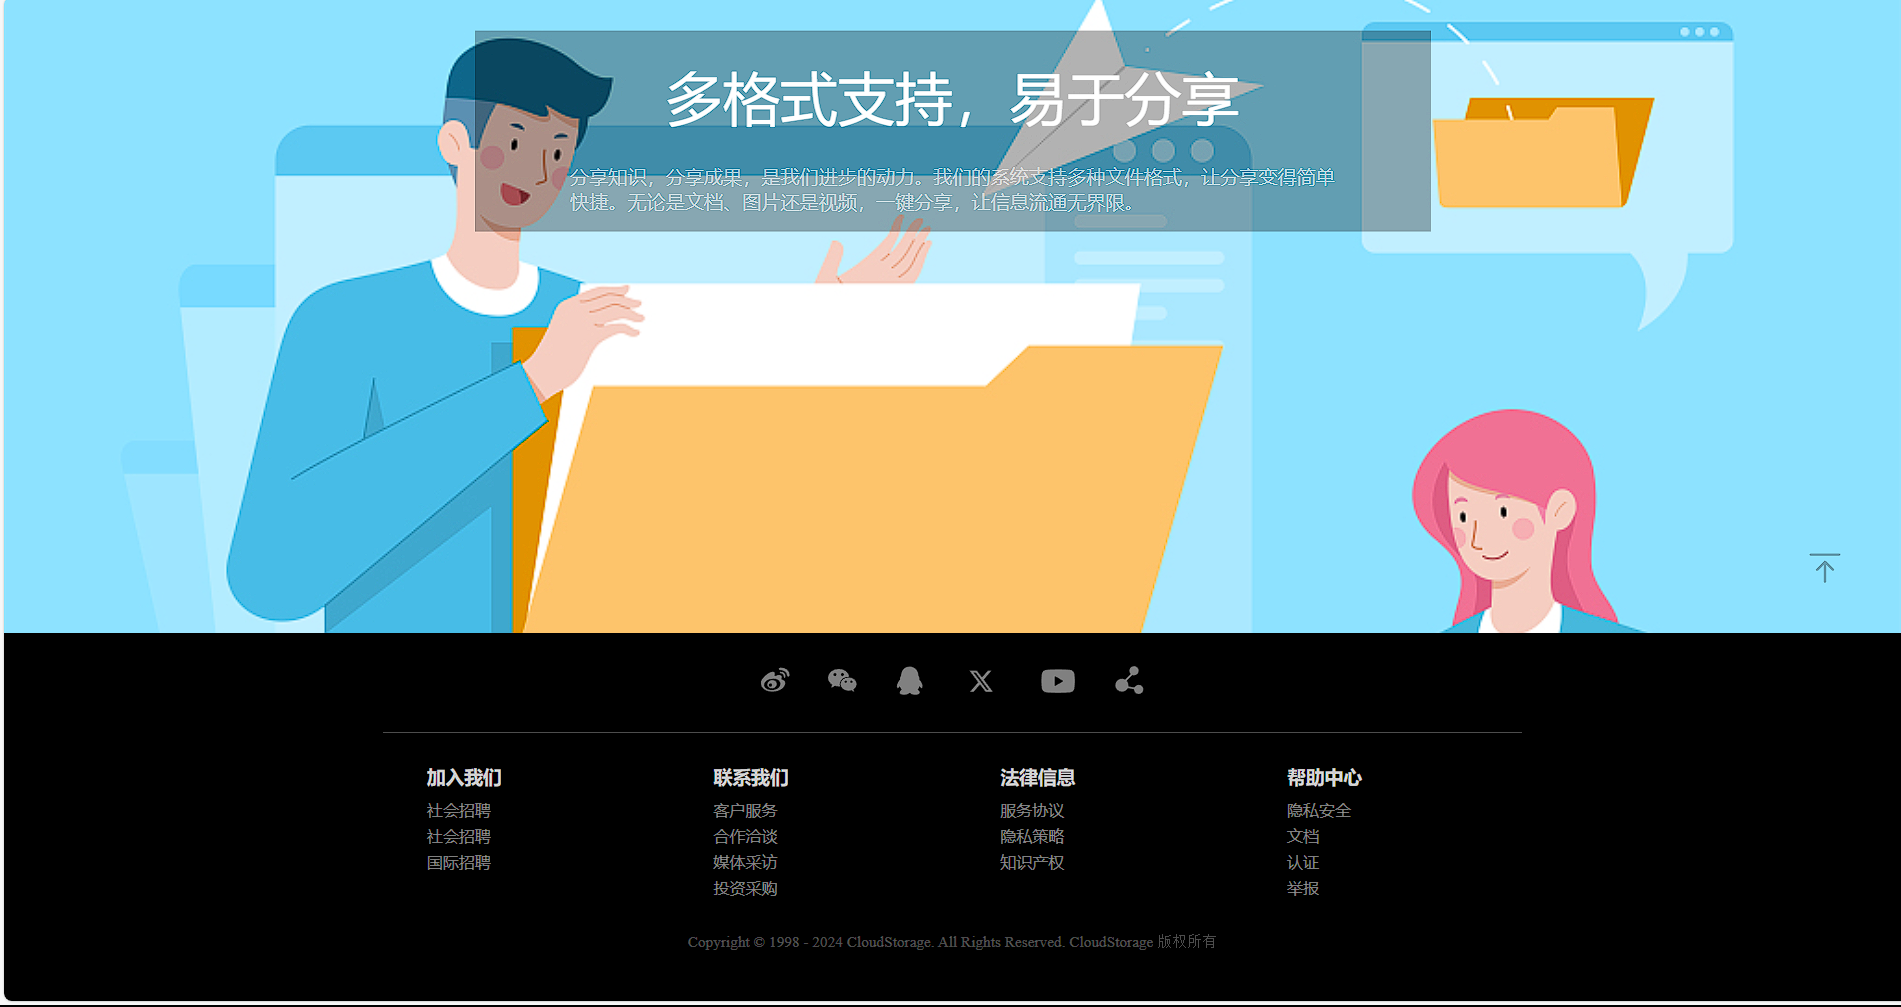 多格式支持，易于分享
分享知识，分享成果，是我们进步的动力。我们的系统支持多种文件格式，让分享变得简单
快捷。无论是文档、图片还是视频，一键分享，让信息流通无界限。
加入我们
社会招聘
社会招聘
国际招聘
联系我们
客户服务
合作洽谈
媒体采访
投资采购
法律信息
服务协议
隐私策略
知识产权
帮助中心
隐私安全
文档
认证
举报
Copyright © 1998 - 2024 CloudStorage. All Rights Reserved. CloudStorage 版权所有